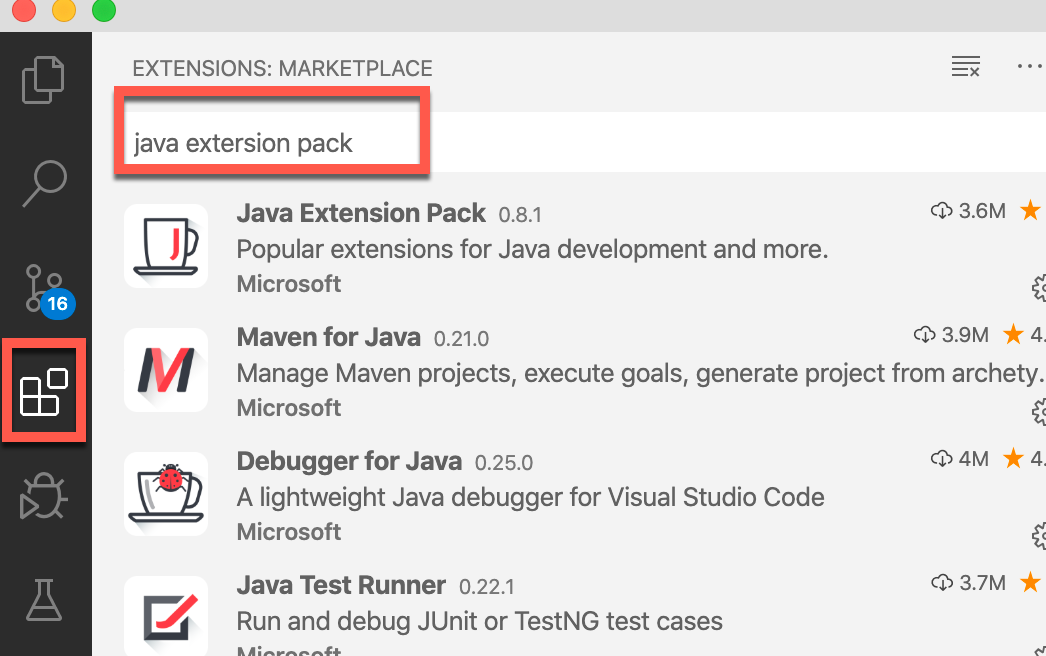 EXTENSIONS: MARKETPLACE
java extersion pack
Java Extension Pack 0.8.1 3.6M
Popular extensions for Java development and more.
Microsoft
16
Maven for Java 0.21.0 3.9M 4.
Manage Maven projects, execute goals, generate project from archety...
Microsoft
Debugger for Java 0.25.0 4M 4.
A lightweight Java debugger for Visual Studio Code
Microsoft
Java Test Runner 0.22.1 3.7M
Run and debug JUnit or TestNG test cases
Microsoft